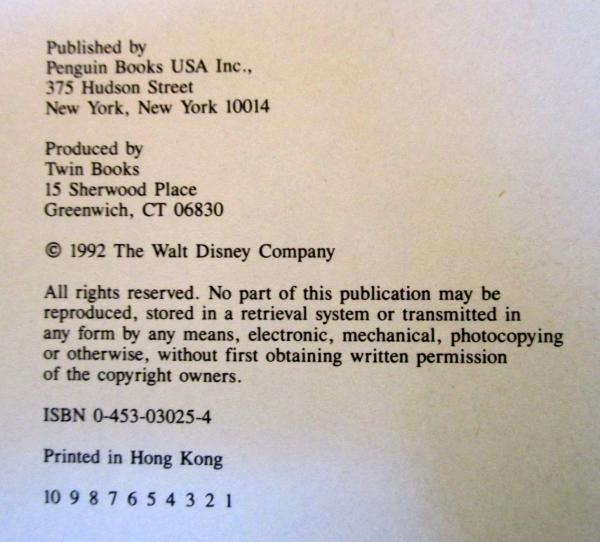 Published by
Penguin Books USA Inc.,
375 Hudson Street
New York, New York 10014
Produced by
Twin Books
15 Sherwood Place
Greenwich, CT 06830
© 1992 The Walt Disney Company
All rights reserved. No part of this publication may be
reproduced, stored in a retrieval system or transmitted in
any form by any means, electronic, mechanical, photocopying
or otherwise, without first obtaining written permission
of the copyright owners.
ISBN 0-453-03025-4
Printed in Hong Kong
10 9 8 7 6 5 4 3 2 1